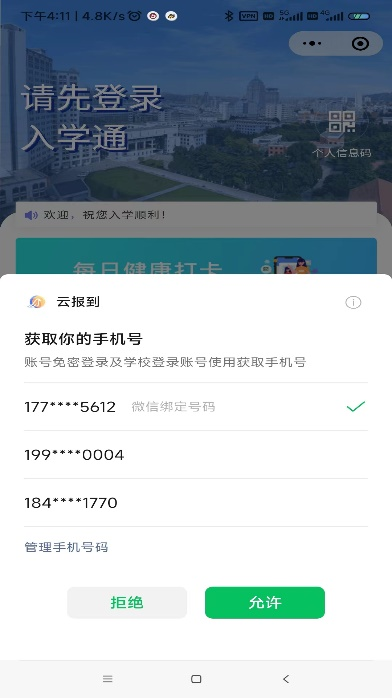 下午4:11 | 4.8K/s
VPN
5G
4G
请先登录
入学通
个人信息码
欢迎，祝您入学顺利！
每日健康打卡
云报到
获取你的手机号
账号免密登录及学校登录账号使用获取手机号
177****5612 微信绑定号码
199****0004
184****1770
管理手机号码
拒绝
允许